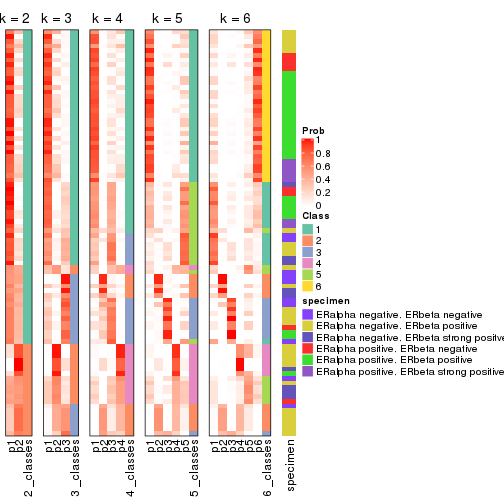 k = 2 k = 3 k = 4 k = 5 k = 6
p1 p2 2_classes p1 p2 p3 3_classes p1 p2 p3 p4 4_classes p1 p2 p3 p4 p5 5_classes p1 p2 p3 p4 p5 p6 6_classes specimen
Prob
1
0.8
0.6
0.4
0.2
0
Class
1
2
3
4
5
6
specimen
ERalpha negative. ERbeta negative
ERalpha negative. ERbeta positive
ERalpha negative. ERbeta strong positive
ERalpha positive. ERbeta negative
ERalpha positive. ERbeta positive
ERalpha positive. ERbeta strong positive